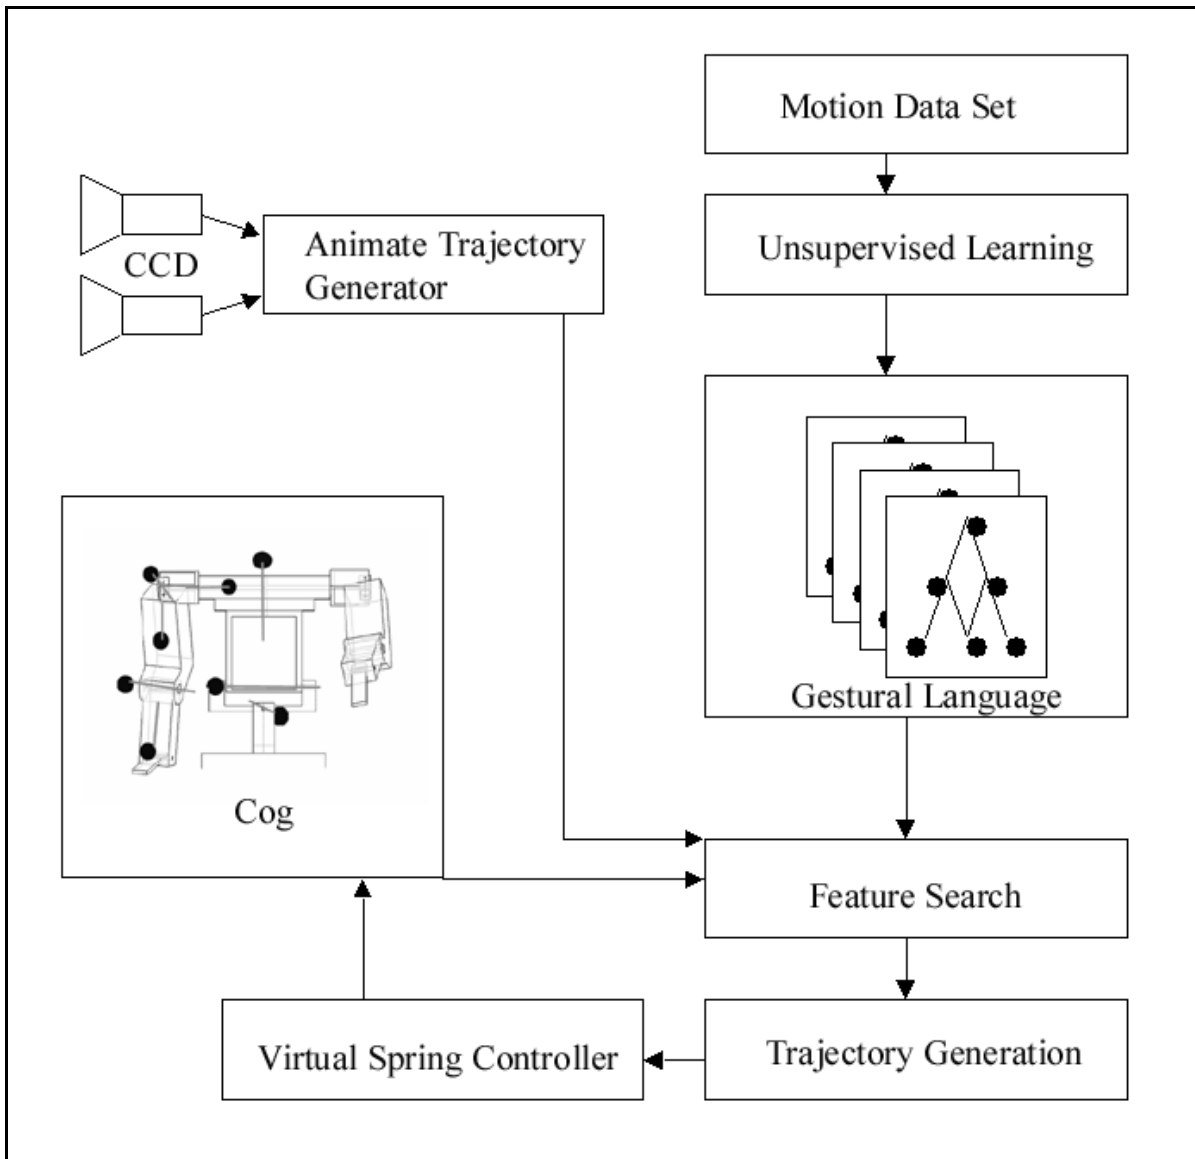 Motion Data Set
Unsupervised Learning
CCD
Animate Trajectory
Generator
Gestural Language
Cog
Feature Search
Virtual Spring Controller
Trajectory Generation